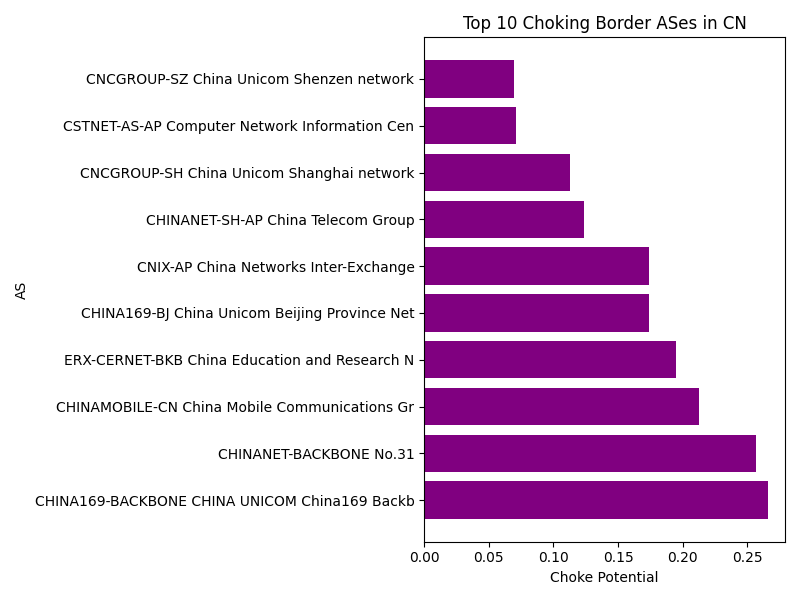 Top 10 Choking Border ASes in CN
CNCGROUP-SZ China Unicom Shenzen network
CSTNET-AS-AP Computer Network Information Cen
CNCGROUP-SH China Unicom Shanghai network
CHINANET-SH-AP China Telecom Group
CNIX-AP China Networks Inter-Exchange
CHINA169-BJ China Unicom Beijing Province Net
ERX-CERNET-BKB China Education and Research N
CHINAMOBILE-CN China Mobile Communications Gr
CHINANET-BACKBONE No.31
CHINA169-BACKBONE CHINA UNICOM China169 Backb
AS
0.00 0.05 0.10 0.15 0.20 0.25
Choke Potential